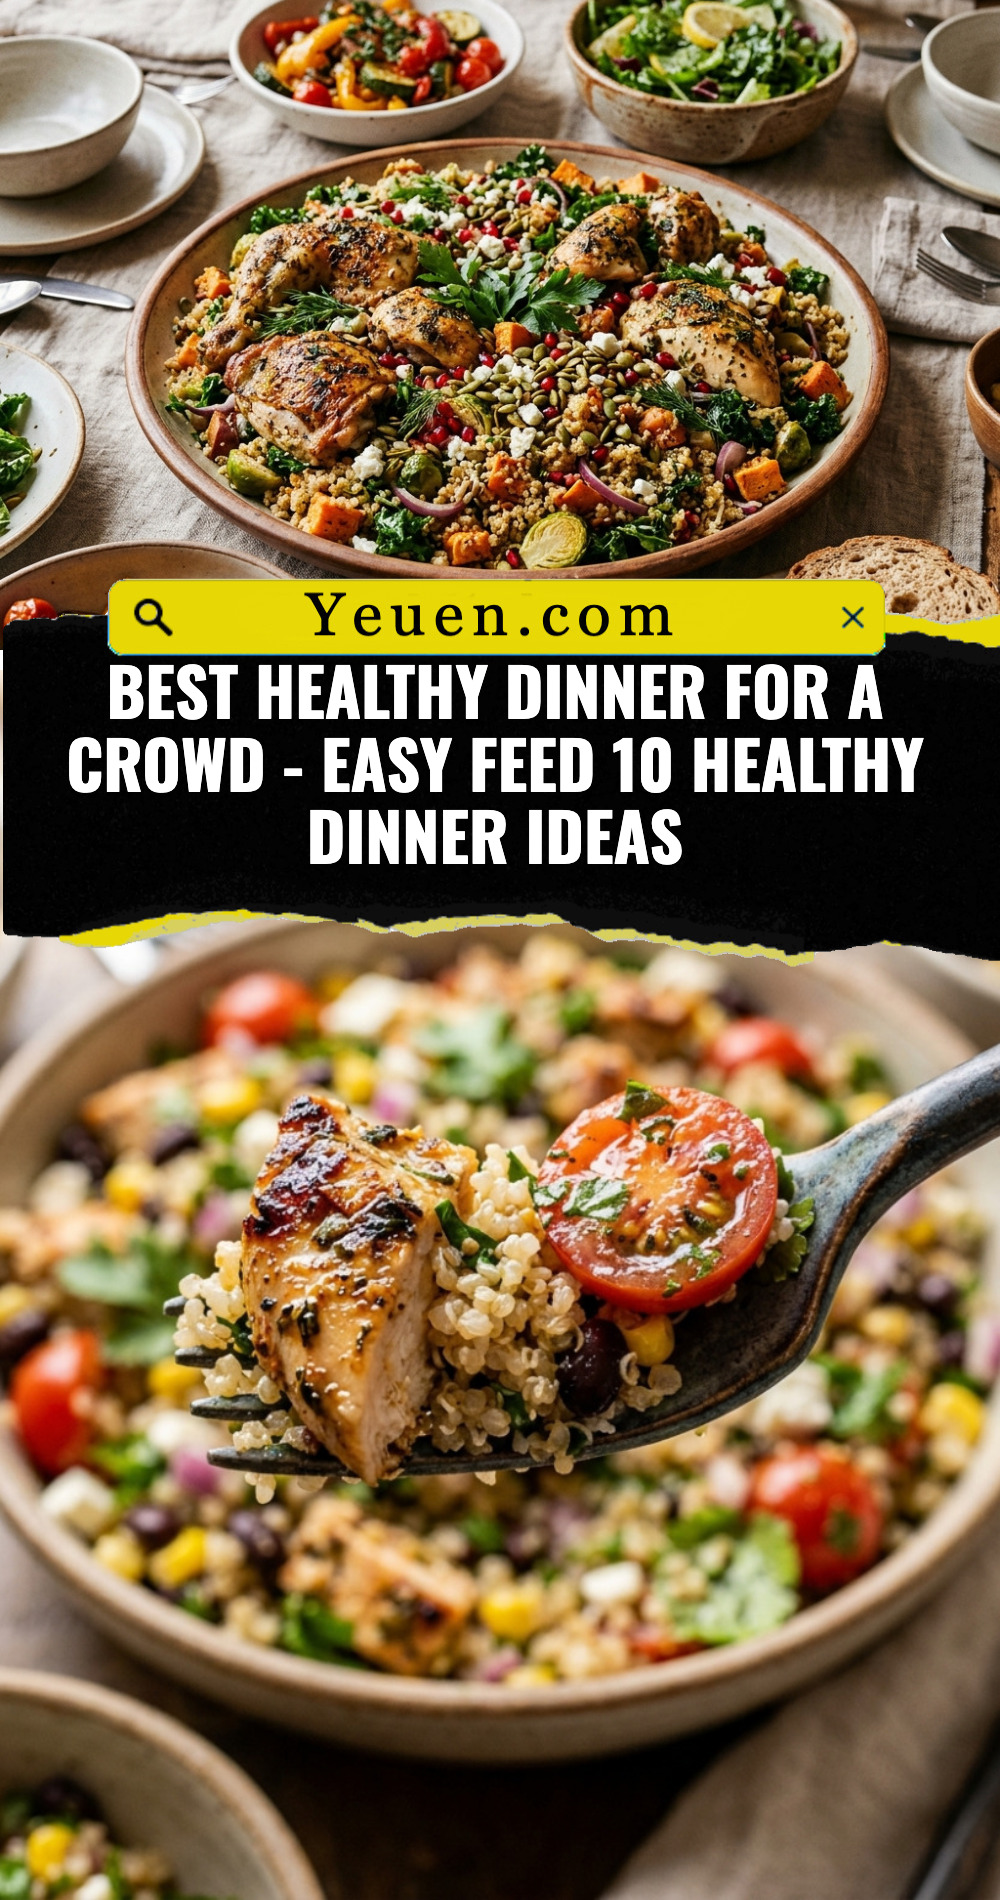 Yeuen.com
BEST HEALTHY DINNER FOR A
CROWD - EASY FEED 10 HEALTHY
DINNER IDEAS